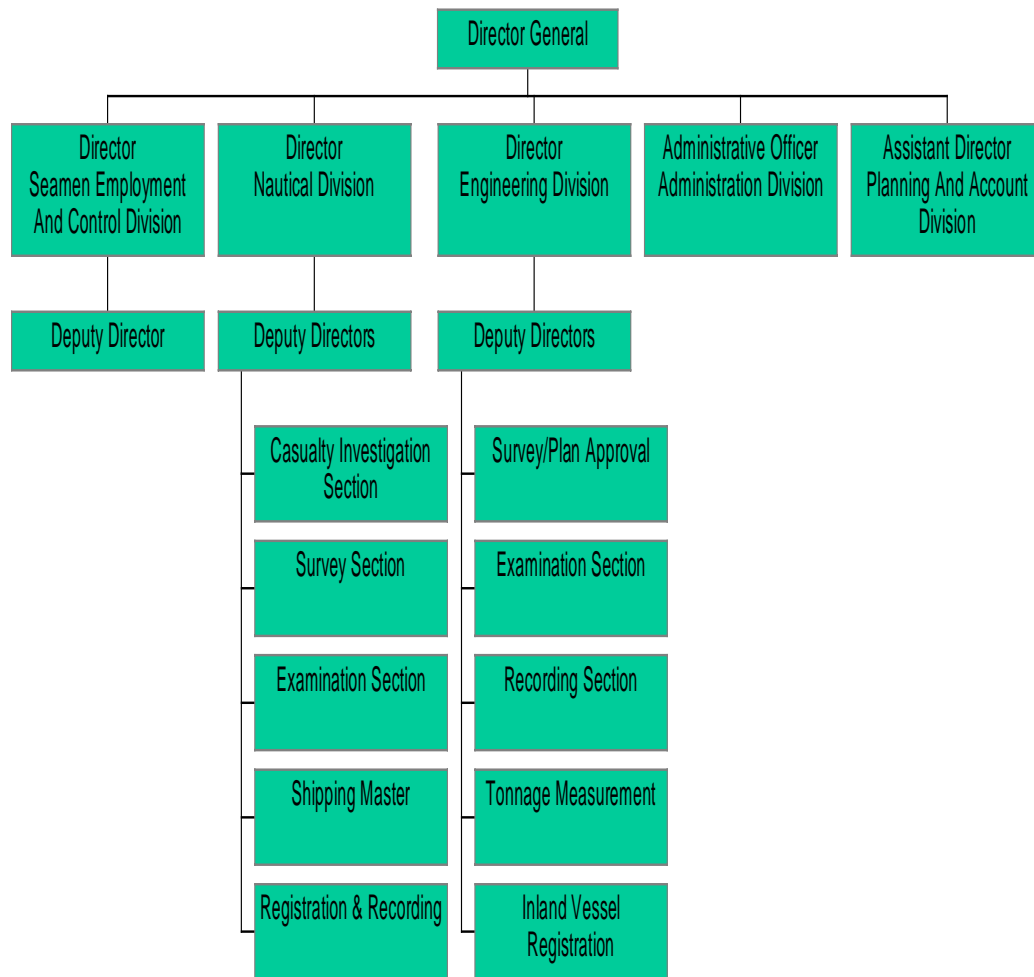 Director General
Director
Seamen Employment
And Control Division
Director
Nautical Division
Director
Engineering Division
Administrative Officer
Administration Division
Assistant Director
Planning And Account
Division
Deputy Director
Deputy Directors
Deputy Directors
Casualty Investigation
Section
Survey Section
Examination Section
Shipping Master
Registration & Recording
Survey/Plan Approval
Examination Section
Recording Section
Tonnage Measurement
Inland Vessel
Registration